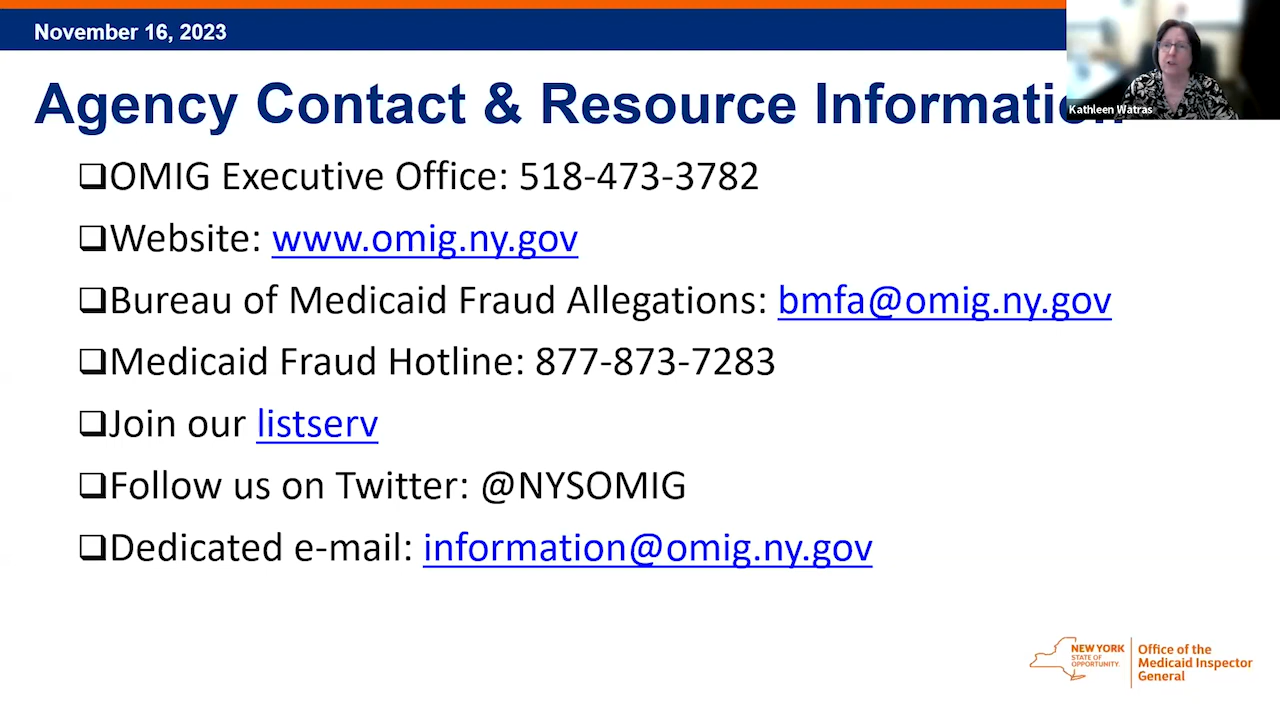 November 16, 2023
Kathleen Watras
Agency Contact & Resource Information
❑OMIG Executive Office: 518-473-3782
❑Website: www.omig.ny.gov
❑Bureau of Medicaid Fraud Allegations: bmfa@omig.ny.gov
❑Medicaid Fraud Hotline: 877-873-7283
❑Join our listserv
❑Follow us on Twitter: @NYSOMIG
❑Dedicated e-mail: information@omig.ny.gov
NEW YORK
STATE OF
OPPORTUNITY.
Office of the
Medicaid Inspector
General